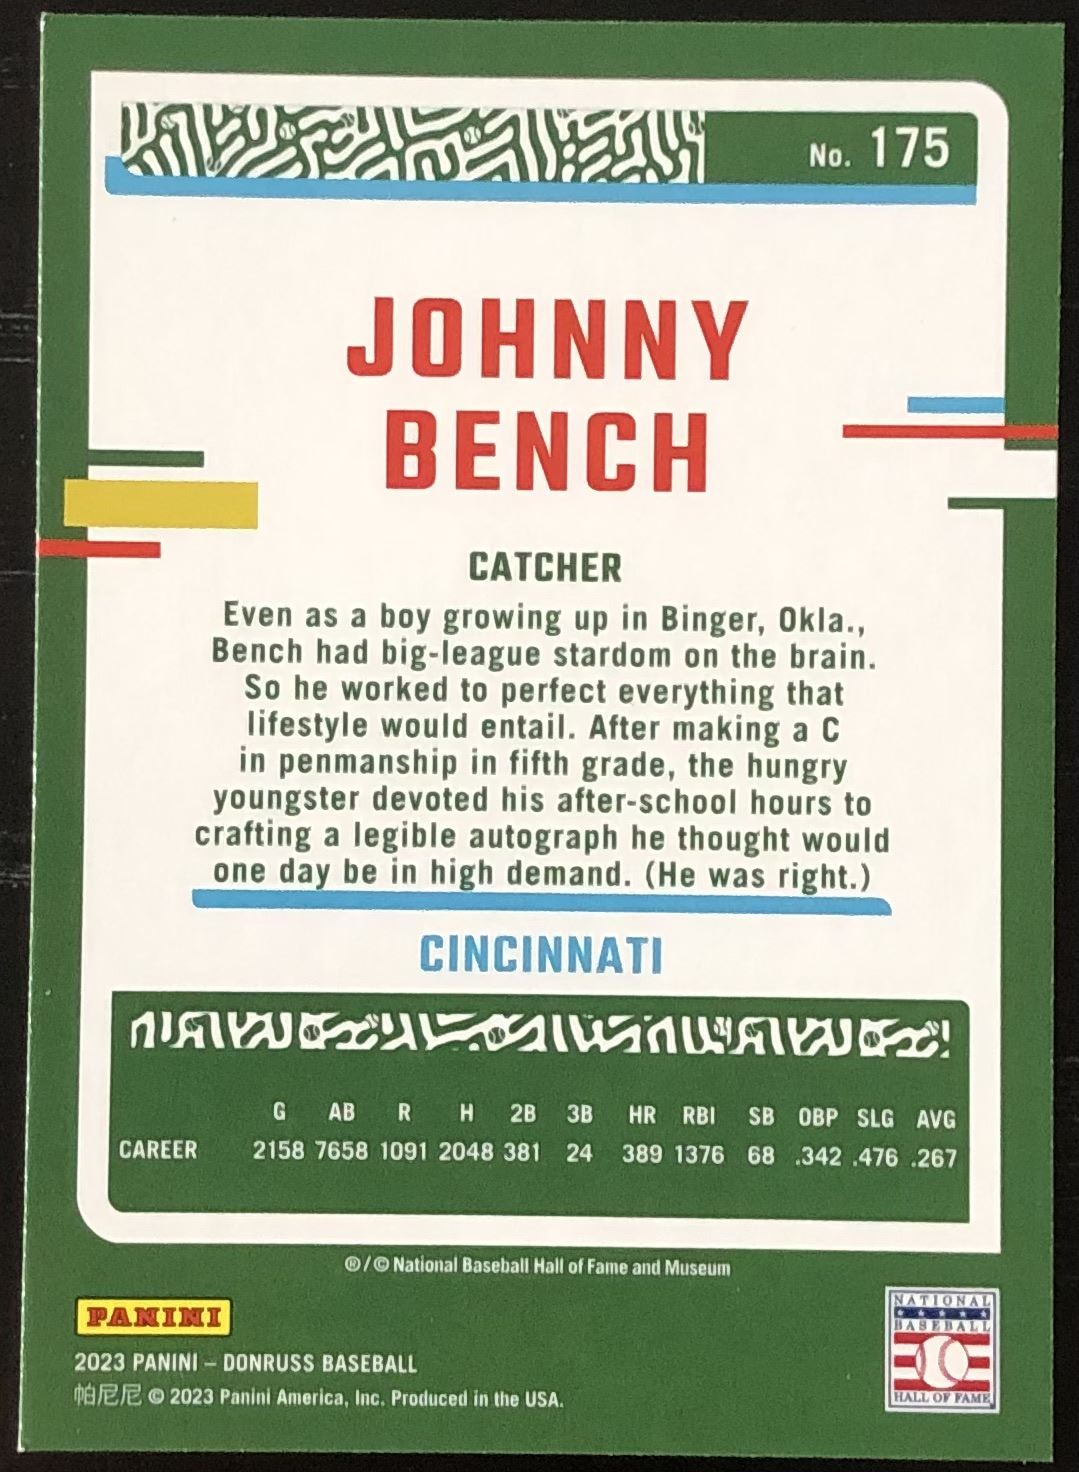 No. 175
JOHNNY
BENCH
CATCHER
Even as a boy growing up in Binger, Okla.,
Bench had big-league stardom on the brain.
So he worked to perfect everything that
lifestyle would entail. After making a C
in penmanship in fifth grade, the hungry
youngster devoted his after-school hours to
crafting a legible autograph he thought would
one day be in high demand. (He was right.)
CINCINNATI
G AB R H 2B 3B HR RBI SB OBP SLG AVG
CAREER 2158 7658 1091 2048 381 24 389 1376 68 .342 .476 .267
®/© National Baseball Hall of Fame and Museum
PANINI
2023 PANINI – DONRUSS BASEBALL
帕尼尼 © 2023 Panini America, Inc. Produced in the USA.
NATIONAL
BASEBALL
HALL OF FAME